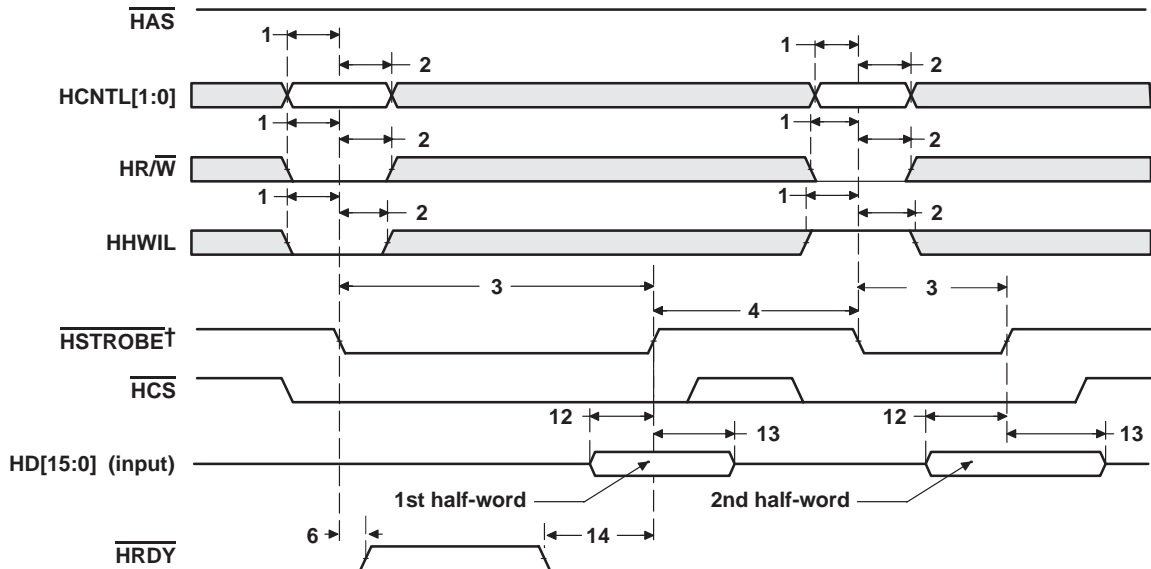 HAS
1
1
2
2
HCNTL[1:0]
1
1
2
2
HR/W
1
1
2
2
HHWIL
3
3
4
HSTROBE†
HCS
12
12
13
13
HD[15:0] (input)
1st half-word
2nd half-word
6
14
HRDY